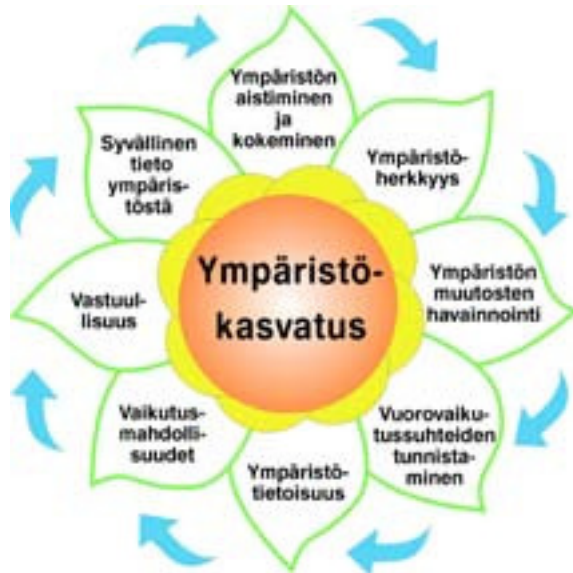 Ympäristö-
kasvatus
Ympäristön
aistiminen
ja
kokeminen
Ympäristö-
herkkyys
Ympäristön
muutosten
havainnointi
Vuorovaiku-
tussuhteiden
tunnista-
minen
Ympäristö-
tietoisuus
Vaikutus-
mahdolli-
suudet
Vastuul-
lisuus
Syvällinen
tieto
ympäris-
töstä